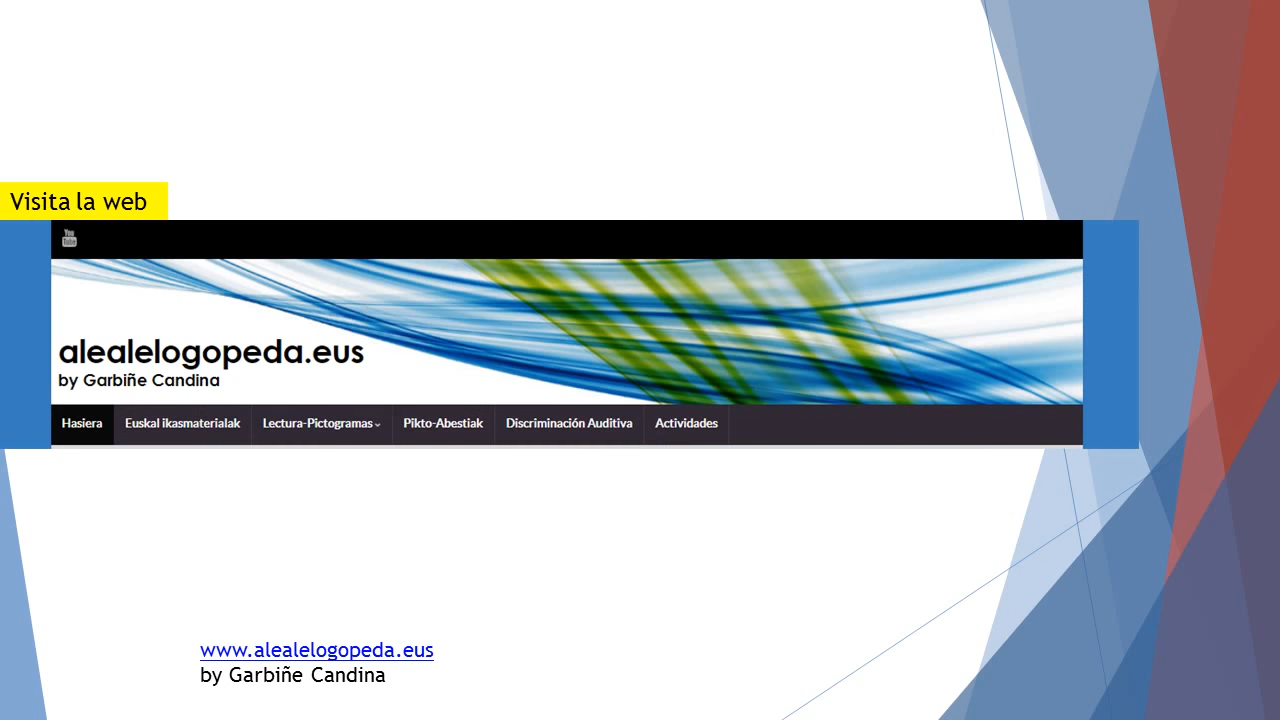 Visita la web
You
Tube
alealelogopeda.eus
by Garbiñe Candina
Hasiera Euskal ikasmaterialak Lectura-Pictogramas Pikto-Abestiak Discriminación Auditiva Actividades
www.alealelogopeda.eus
by Garbiñe Candina